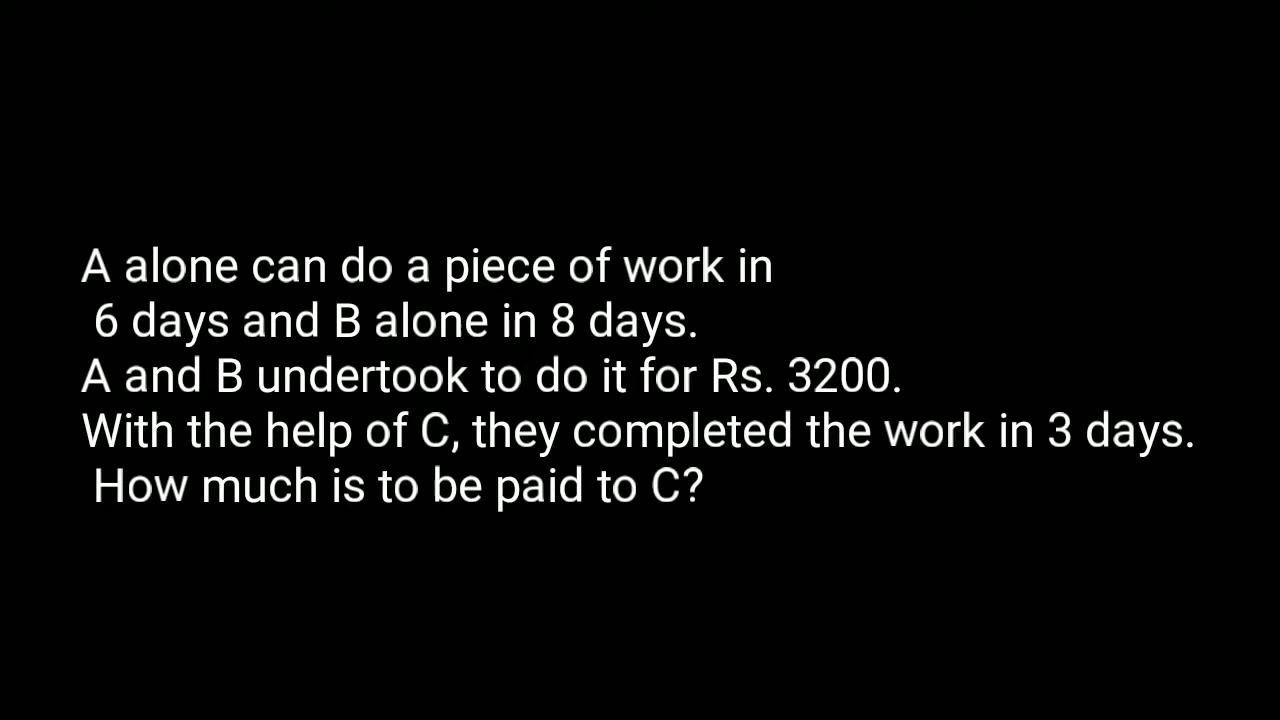 A alone can do a piece of work in
6 days and B alone in 8 days.
A and B undertook to do it for Rs. 3200.
With the help of C, they completed the work in 3 days.
How much is to be paid to C?